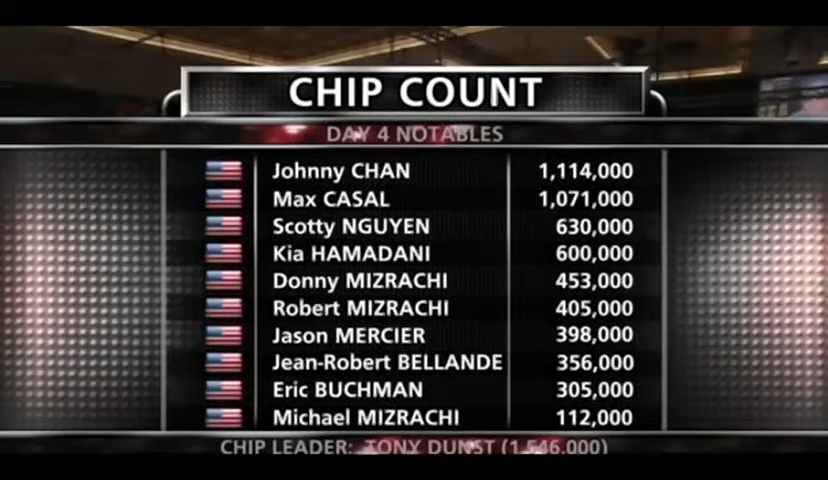 CHIP COUNT
DAY 4 NOTABLES
Johnny CHAN 1,114,000
Max CASAL 1,071,000
Scotty NGUYEN 630,000
Kia HAMADANI 600,000
Donny MIZRACHI 453,000
Robert MIZRACHI 405,000
Jason MERCIER 398,000
Jean-Robert BELLANDE 356,000
Eric BUCHMAN 305,000
Michael MIZRACHI 112,000
CHIP LEADER: TONY DUNST (1,546,000)